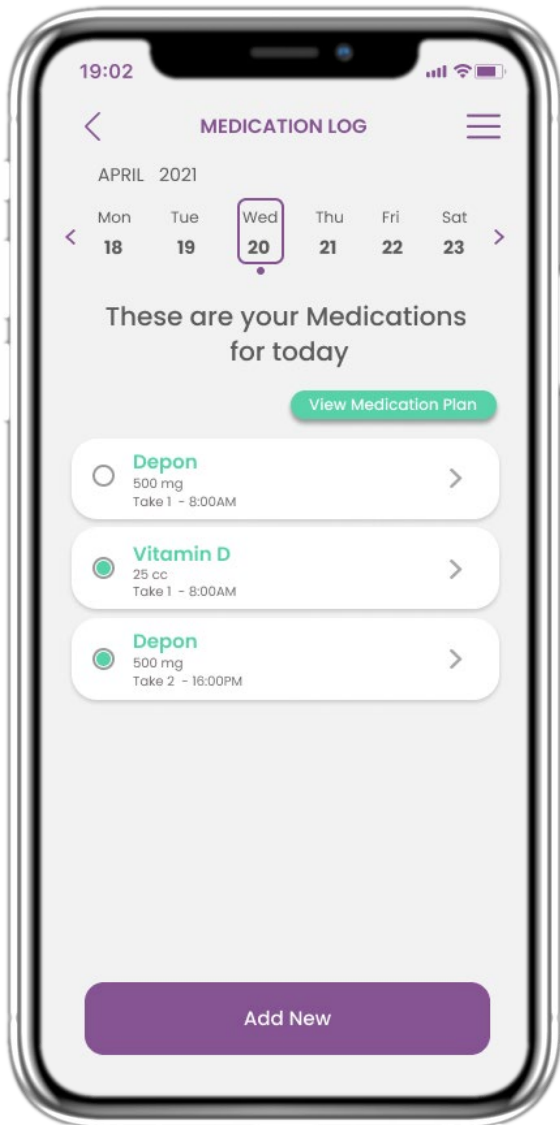 19:02
MEDICATION LOG
APRIL 2021
Mon Tue Wed Thu Fri Sat
18 19 20 21 22 23
These are your Medications
for today
View Medication Plan
Depon
500 mg
Take 1 - 8:00AM
Vitamin D
25 cc
Take 1 - 8:00AM
Depon
500 mg
Take 2 - 16:00PM
Add New